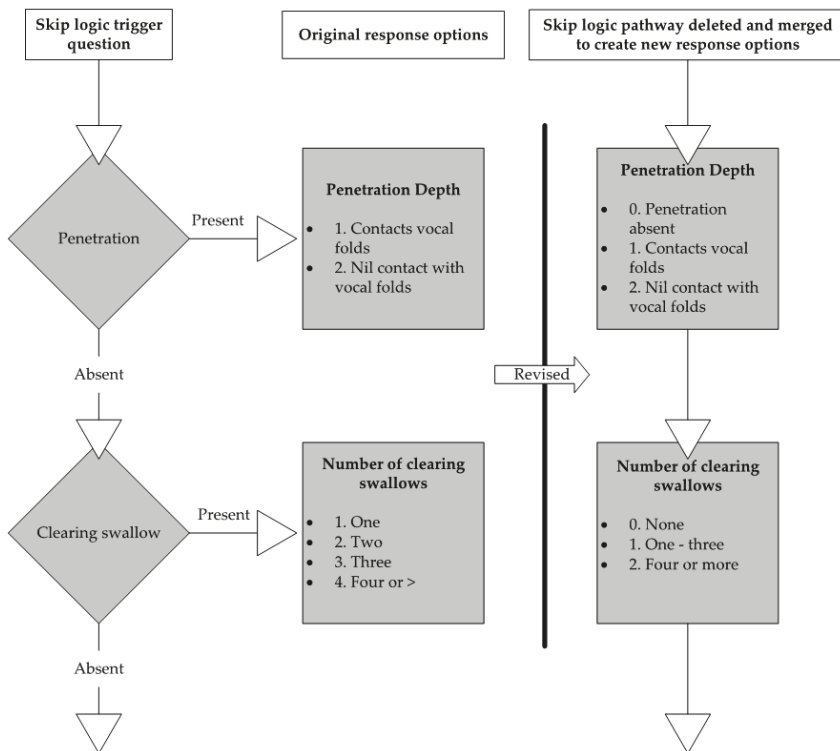 Skip logic trigger
question
Original response options
Skip logic pathway deleted and merged
to create new response options
Penetration
Present
Penetration Depth
• 1. Contacts vocal
folds
• 2. Nil contact with
vocal folds
Absent
Clearing swallow
Present
Number of clearing
swallows
• 1. One
• 2. Two
• 3. Three
• 4. Four or >
Absent
Revised
Penetration Depth
• 0. Penetration
absent
• 1. Contacts vocal
folds
• 2. Nil contact with
vocal folds
Number of clearing
swallows
• 0. None
• 1. One - three
• 2. Four or more